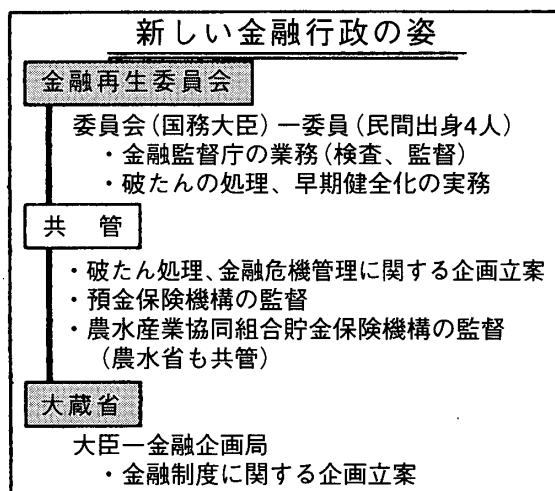 新しい金融行政の姿
金融再生委員会
委員会(国務大臣)ー委員(民間出身4人)
・金融監督庁の業務(検査、監督)
・破たんの処理、早期健全化の実務
共 管
・破たん処理、金融危機管理に関する企画立案
・預金保険機構の監督
・農水産業協同組合貯金保険機構の監督
(農水省も共管)
大蔵省
大臣ー金融企画局
・金融制度に関する企画立案